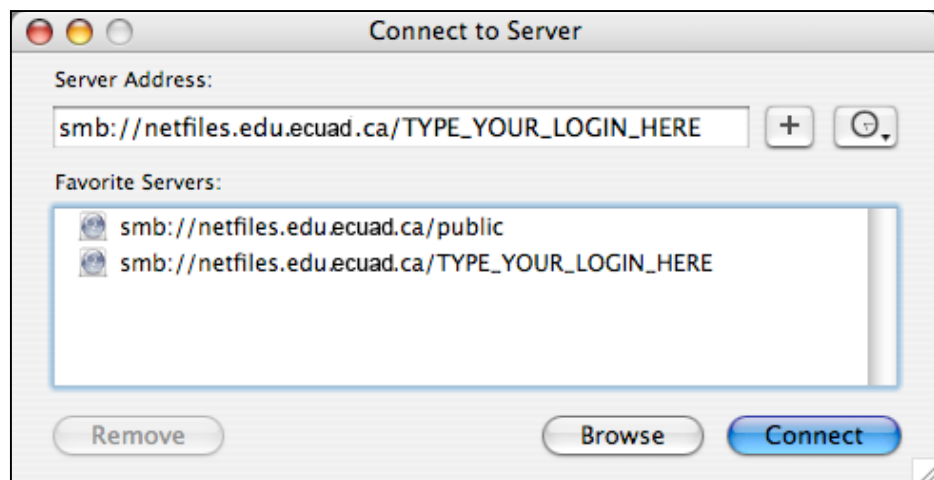 Connect to Server
Server Address:
smb://netfiles.edu.ecuad.ca/TYPE_YOUR_LOGIN_HERE
Favorite Servers:
smb://netfiles.edu.ecuad.ca/public
smb://netfiles.edu.ecuad.ca/TYPE_YOUR_LOGIN_HERE
Remove Browse Connect